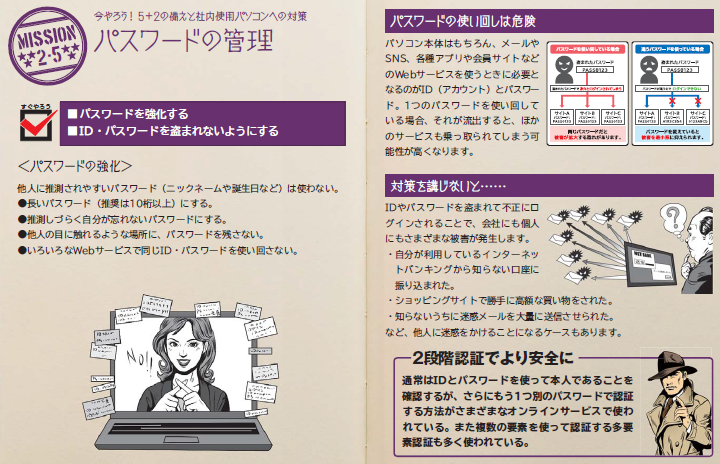 MISSION
2-5
今やろう！5+2の備えと社内使用パソコンへの対策
パスワードの管理
すぐやろう
■パスワードを強化する
■ID・パスワードを盗まれないようにする
＜パスワードの強化＞
他人に推測されやすいパスワード（ニックネームや誕生日など）は使わない。
●長いパスワード（推奨は10桁以上）にする。
●推測しづらく自分が忘れないパスワードにする。
●他人の目に触れるような場所に、パスワードを残さない。
●いろいろなWebサービスで同じID・パスワードを使い回さない。
NO!!
パスワードの使い回しは危険
パソコン本体はもちろん、メールや
SNS、各種アプリや会員サイトなど
のWebサービスを使うときに必要と
なるのがID（アカウント）とパスワー
ド。1つのパスワードを使い回して
いる場合、それが流出すると、ほか
のサービスも乗っ取られてしまう可
能性が高くなります。
パスワードを使い回している場合
盗まれたパスワード
PASS0123
サイトA
パスワード:
PASS0123
サイトB
パスワード:
PASS0123
サイトC
パスワード:
PASS0123
同じパスワードだと
被害が拡大する恐れがあります。
違うパスワードを使っている場合
盗まれたパスワード
PASS0123
サイトA
パスワード:
PASS0123
サイトB
パスワード:
サイトC
パスワード:
パスワードを変えていると
被害を最小限に抑えられます。
対策を講じないと……
IDやパスワードを盗まれて不正にロ
グインされることで、会社にも個人
にもさまざまな被害が発生します。
・自分が利用しているインターネッ
トバンキングから知らない口座に
振り込まれた。
・ショッピングサイトで勝手に高額な買い物をされた。
・知らないうちに迷惑メールを大量に送信させられた。
など、他人に迷惑をかけることになるケースもあります。
WEB BANK
?
2段階認証でより安全に
通常はIDとパスワードを使って本人であることを
確認するが、さらにもう1つ別のパスワードで認証
する方法がさまざまなオンラインサービスで使わ
れている。また複数の要素を使って認証する多要
素認証も多く使われている。